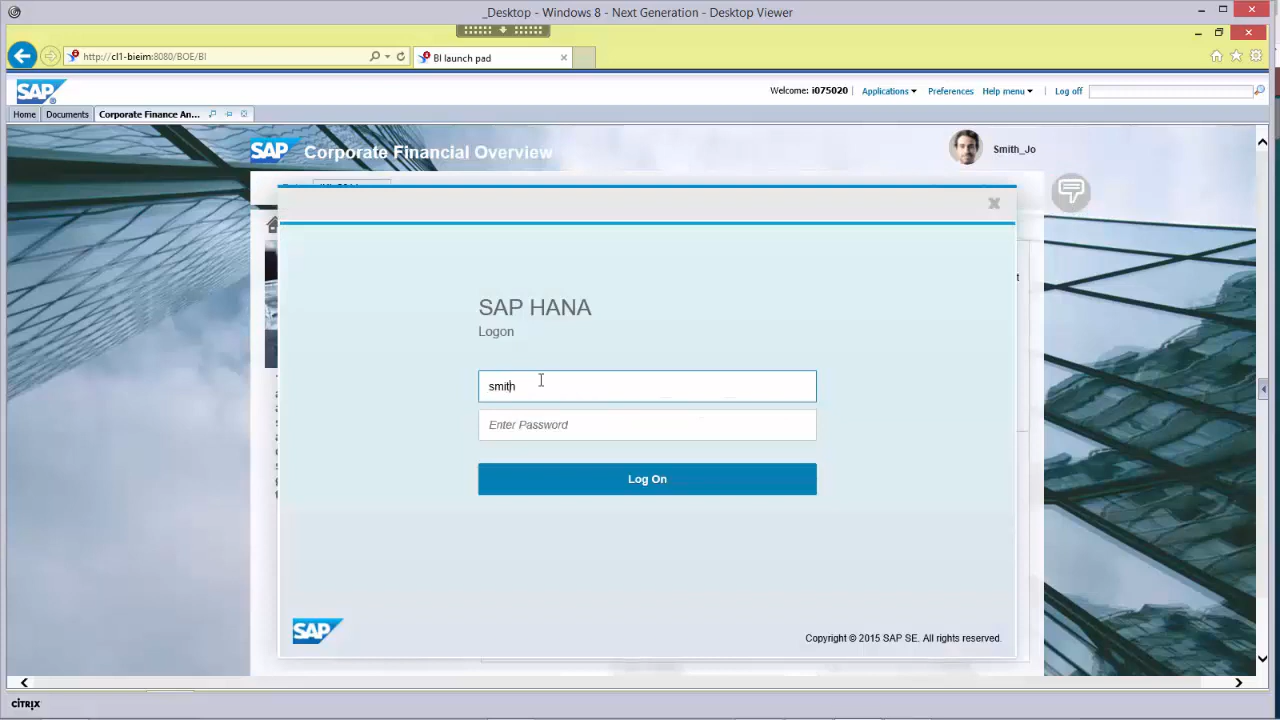 _Desktop - Windows 8 - Next Generation - Desktop Viewer
http://cl1-bieim:8080/BOE/BI
BI launch pad
SAP
Welcome: i075020
Applications
Preferences
Help menu
Log off
Home
Documents
Corporate Finance An...
SAP Corporate Financial Overview
Smith_Jo
SAP HANA
Logon
smith
Enter Password
Log On
SAP
Copyright © 2015 SAP SE. All rights reserved.
CITRIX